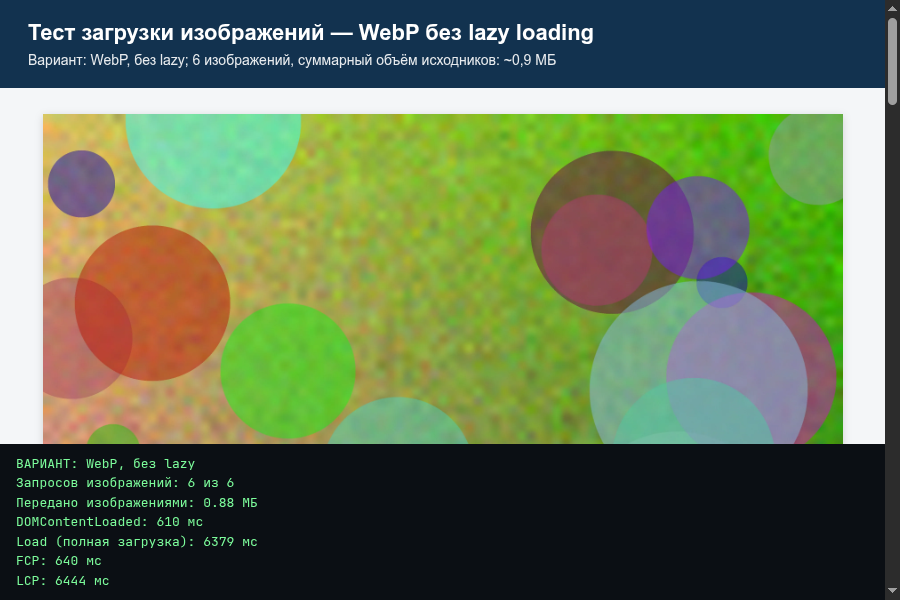 Тест загрузки изображений — WebP без lazy loading
Вариант: WebP, без lazy; 6 изображений, суммарный объём исходников: ~0,9 МБ
ВАРИАНТ: WebP, без lazy
Запросов изображений: 6 из 6
Передано изображениями: 0.88 МБ
DOMContentLoaded: 610 мс
Load (полная загрузка): 6379 мс
FCP: 640 мс
LCP: 6444 мс